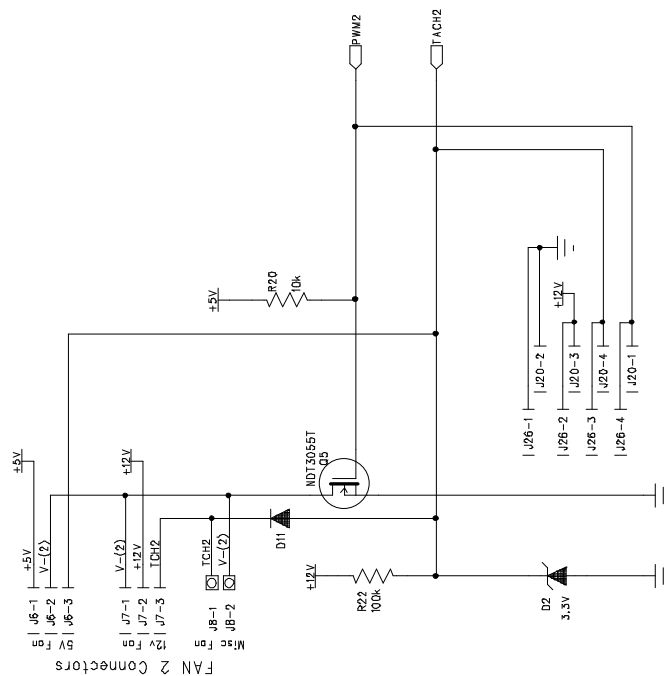 PWM2
TACH2
+5V
R20
10k
+5V
+12V
NDT3055T
Q5
+12V
J26-1
J20-2
J26-2
J20-3
J26-3
J20-4
J26-4
J20-1
+5V
J6-1
V-(2)
J6-2
J6-3
5V Fan
V-(2)
J7-1
+12V
J7-2
TCH2
J7-3
12v Fan
TCH2
J8-1
V-(2)
J8-2
Misc Fan
D11
+12V
R22
100k
D2
3.3V
FAN 2 Connectors